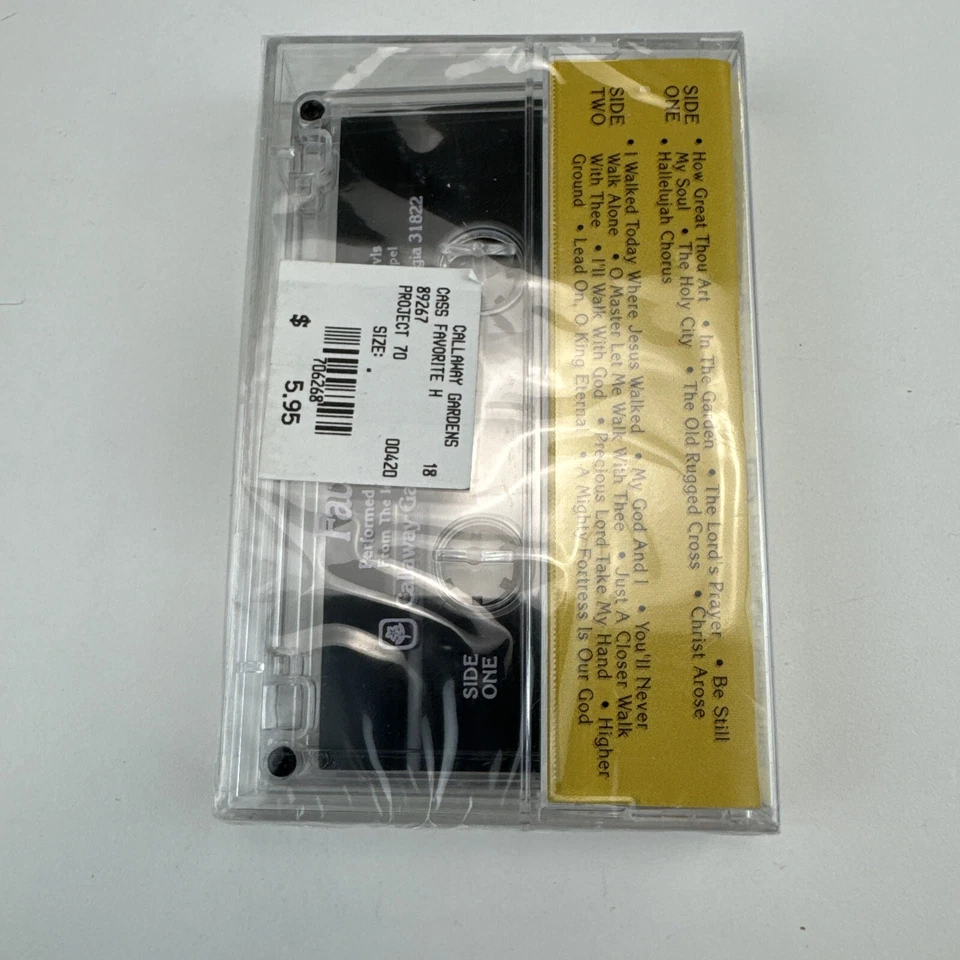 SIDE ONE • How Great Thou Art • In The Garden • The Lord's Prayer • Be Still
My Soul • The Holy City • The Old Rugged Cross • Christ Arose
• Hallelujah Chorus
SIDE TWO • I Walked Today Where Jesus Walked • My God And I • You'll Never
Walk Alone • O Master Let Me Walk With Thee • Just A Closer Walk
With Thee • I'll Walk With God • Precious Lord Take My Hand • Higher
Ground • Lead On, O King Eternal • A Mighty Fortress Is Our God
CALLAWAY GARDENS 18
CASS FAVORITE H
89267
PROJECT 70 00420
SIZE: .
706268
$ 5.95
SIDE
ONE
31822
From the
Performed